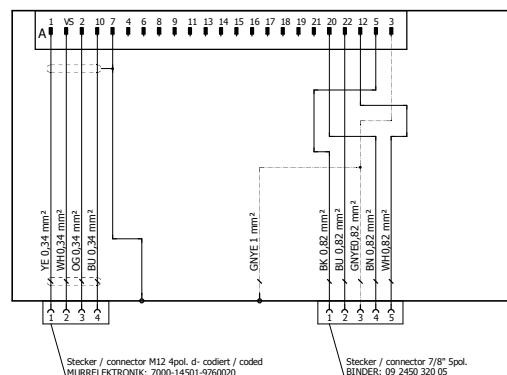 1 VS 2 10 7 4 6 8 9 11 13 14 15 16 17 18 19 21 20 22 12 5 3
A
YE 0,34 mm²
WH0,34 mm²
OG 0,34 mm²
BU 0,34 mm²
GNYE 1 mm²
BK 0,82 mm²
BU 0,82 mm²
GNYE0,82 mm²
BN 0,82 mm²
WH0,82 mm²
1 2 3 4
1 2 3 4 5
Stecker / connector M12 4pol. d- codiert / coded
MURRELEKTRONIK: 7000-14501-9760020
Stecker / connector 7/8" 5pol.
BINDER: 09 2450 320 05